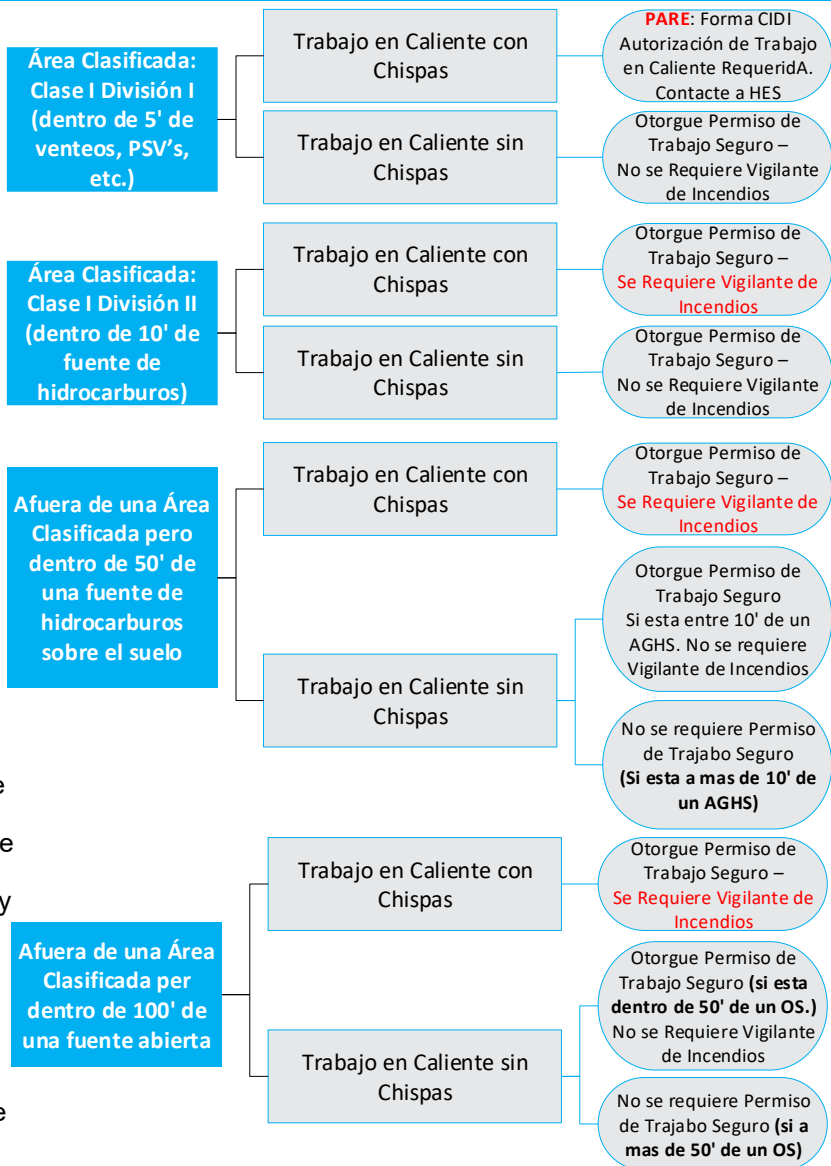 Área Clasificada:
Clase I División I
(dentro de 5' de
venteos, PSV's,
etc.)
Trabajo en Caliente con
Chispas
PARE: Forma CIDI
Autorización de Trabajo
en Caliente RequeridA.
Contacte a HES
Trabajo en Caliente sin
Chispas
Otorgue Permiso de
Trabajo Seguro –
No se Requiere Vigilante
de Incendios
Área Clasificada:
Clase I División II
(dentro de 10' de
fuente de
hidrocarburos)
Trabajo en Caliente con
Chispas
Otorgue Permiso de
Trabajo Seguro –
Se Requiere Vigilante de
Incendios
Trabajo en Caliente sin
Chispas
Otorgue Permiso de
Trabajo Seguro –
No se Requiere Vigilante
de Incendios
Afuera de una Área
Clasificada pero
dentro de 50' de
una fuente de
hidrocarburos
sobre el suelo
Trabajo en Caliente con
Chispas
Otorgue Permiso de
Trabajo Seguro –
Se Requiere Vigilante de
Incendios
Trabajo en Caliente sin
Chispas
Otorgue Permiso de
Trabajo Seguro
Si esta entre 10' de un
AGHS. No se requiere
Vigilante de Incendios
No se requiere Permiso
de Trajabo Seguro
(Si esta a mas de 10' de
un AGHS)
e
e
y
e
Afuera de una Área
Clasificada per
dentro de 100' de
una fuente abierta
Trabajo en Caliente con
Chispas
Otorgue Permiso de
Trabajo Seguro –
Se Requiere Vigilante de
Incendios
Trabajo en Caliente sin
Chispas
Otorgue Permiso de
Trabajo Seguro (si esta
dentro de 50' de un OS.)
No se Requiere Vigilante
de Incendios
No se requiere Permiso
de Trajabo Seguro (si a
mas de 50' de un OS)